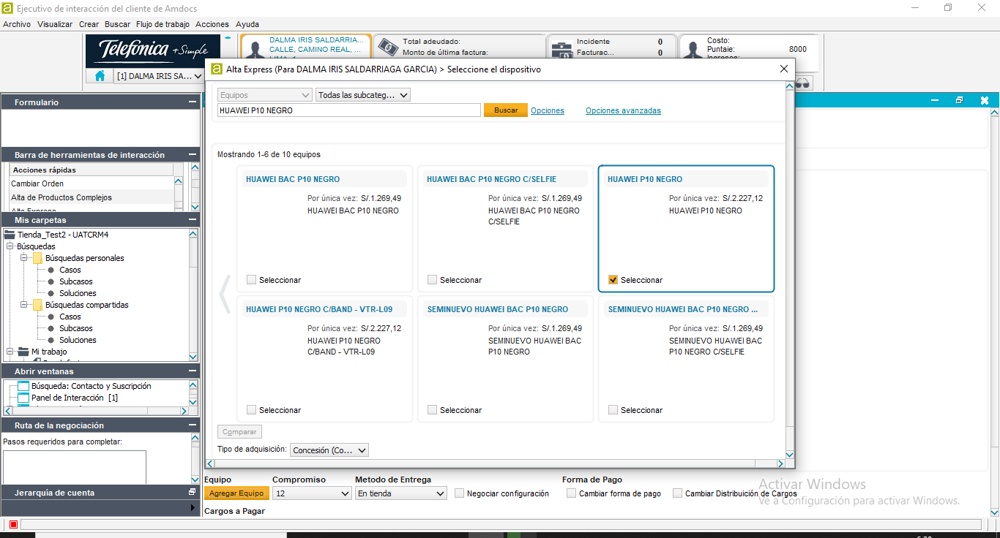 Ejecutivo de interacción del cliente de Amdocs
Archivo Visualizar Crear Buscar Flujo de trabajo Acciones Ayuda
Telefónica +Simple
[1] DALMA IRIS SA...
DALMA IRIS SALDARRIA...
CALLE, CAMINO REAL, ...
Total adeudado:
Monto de última factura:
Incidente 0
Facturac... 0
Costo:
Puntaie: 8000
Formulario
Barra de herramientas de interacción
Acciones rápidas
Cambiar Orden
Alta de Productos Complejos
Alta Express
Mis carpetas
Tienda_Test2 - UATCRM4
Búsquedas
Búsquedas personales
Casos
Subcasos
Soluciones
Búsquedas compartidas
Casos
Subcasos
Soluciones
Mi trabajo
Abrir ventanas
Búsqueda: Contacto y Suscripción
Panel de Interacción [1]
Ruta de la negociación
Pasos requeridos para completar:
Jerarquía de cuenta
Alta Express (Para DALMA IRIS SALDARRIAGA GARCIA) > Seleccione el dispositivo
Equipos Todas las subcateg...
HUAWEI P10 NEGRO Buscar Opciones Opciones avanzadas
Mostrando 1-6 de 10 equipos
HUAWEI BAC P10 NEGRO
Por única vez: S/.1.269,49
HUAWEI BAC P10 NEGRO
Seleccionar
HUAWEI BAC P10 NEGRO C/SELFIE
Por única vez: S/.1.269,49
HUAWEI BAC P10 NEGRO
C/SELFIE
Seleccionar
HUAWEI P10 NEGRO
Por única vez: S/.2.227,12
HUAWEI P10 NEGRO
Seleccionar
HUAWEI P10 NEGRO C/BAND - VTR-L09
Por única vez: S/.2.227,12
HUAWEI P10 NEGRO
C/BAND - VTR-L09
Seleccionar
SEMINUEVO HUAWEI BAC P10 NEGRO
Por única vez: S/.1.269,49
SEMINUEVO HUAWEI BAC
P10 NEGRO
Seleccionar
SEMINUEVO HUAWEI BAC P10 NEGRO ...
Por única vez: S/.1.269,49
SEMINUEVO HUAWEI BAC
P10 NEGRO C/SELFIE
Seleccionar
Comparar
Tipo de adquisición: Concesión (Co...
Equipo Compromiso Metodo de Entrega Forma de Pago
Agregar Equipo 12 En tienda Negociar configuración Cambiar forma de pago Cambiar Distribución de Cargos
Cargos a Pagar
Activar Windows
Ve a Configuración para activar Windows.